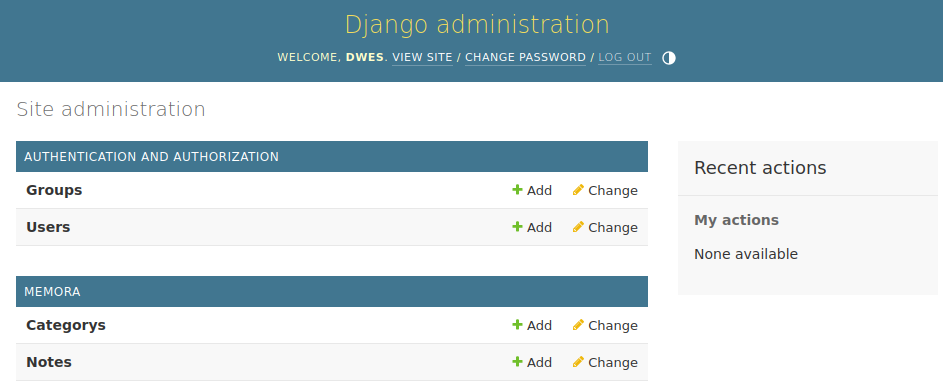 Django administration
WELCOME, DWES. VIEW SITE / CHANGE PASSWORD / LOG OUT
Site administration
AUTHENTICATION AND AUTHORIZATION
Groups Add Change
Users Add Change
MEMORA
Categorys Add Change
Notes Add Change
Recent actions
My actions
None available